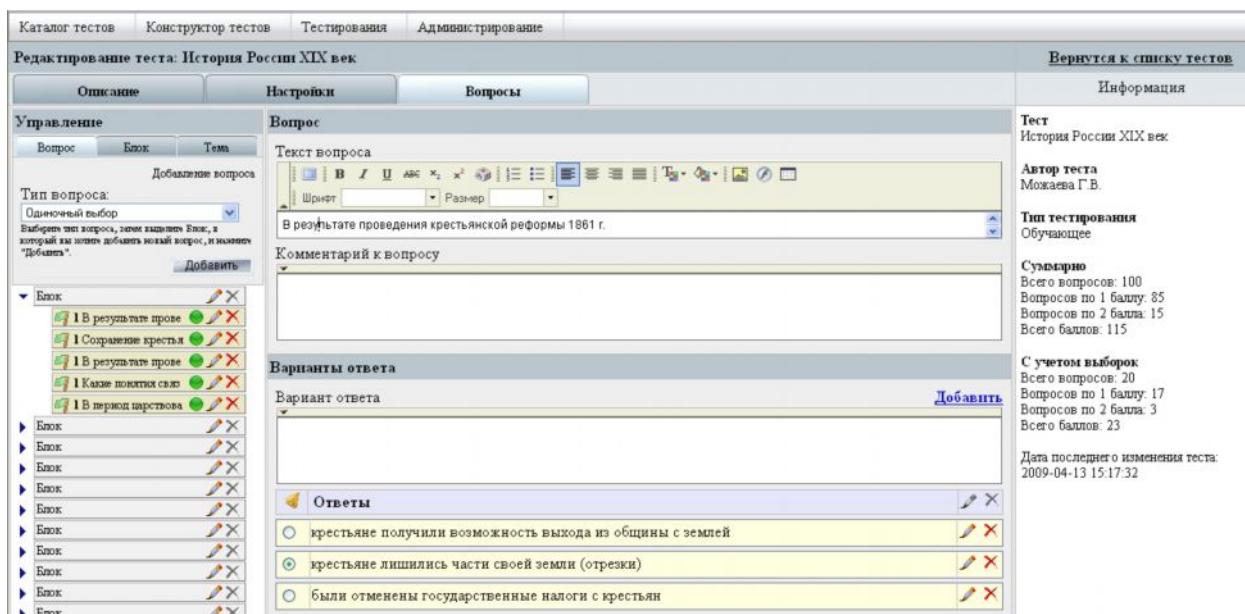 Каталог тестов Конструктор тестов Тестирования Администрирование
Редактирование теста: История России XIX век
Вернутся к списку тестов
Описание Настройки Вопросы
Информация
Управление
Вопрос Блок Тема
Добавление вопроса
Тип вопроса:
Одиночный выбор
Выберите тип вопроса, затем выделите Блок, в
который вы хотите добавить новый вопрос, и нажмите
"Добавить".
Добавить
Блок
1 В результате прове
1 Сохранение крестья
1 В результате прове
1 Какие понятия связ
1 В период царствова
Блок
Блок
Блок
Блок
Блок
Блок
Блок
Блок
Блок
Блок
Вопрос
Текст вопроса
B I U ABC x₂ x²
Шрифт Размер
В результате проведения крестьянской реформы 1861 г.
Комментарий к вопросу
Варианты ответа
Вариант ответа Добавить
Ответы
крестьяне получили возможность выхода из общины с землей
крестьяне лишились части своей земли (отрезки)
были отменены государственные налоги с крестьян
Тест
История России XIX век
Автор теста
Можаева Г.В.
Тип тестирования
Обучающее
Суммарно
Всего вопросов: 100
Вопросов по 1 баллу: 85
Вопросов по 2 балла: 15
Всего баллов: 115
С учетом выборок
Всего вопросов: 20
Вопросов по 1 баллу: 17
Вопросов по 2 балла: 3
Всего баллов: 23
Дата последнего изменения теста:
2009-04-13 15:17:32